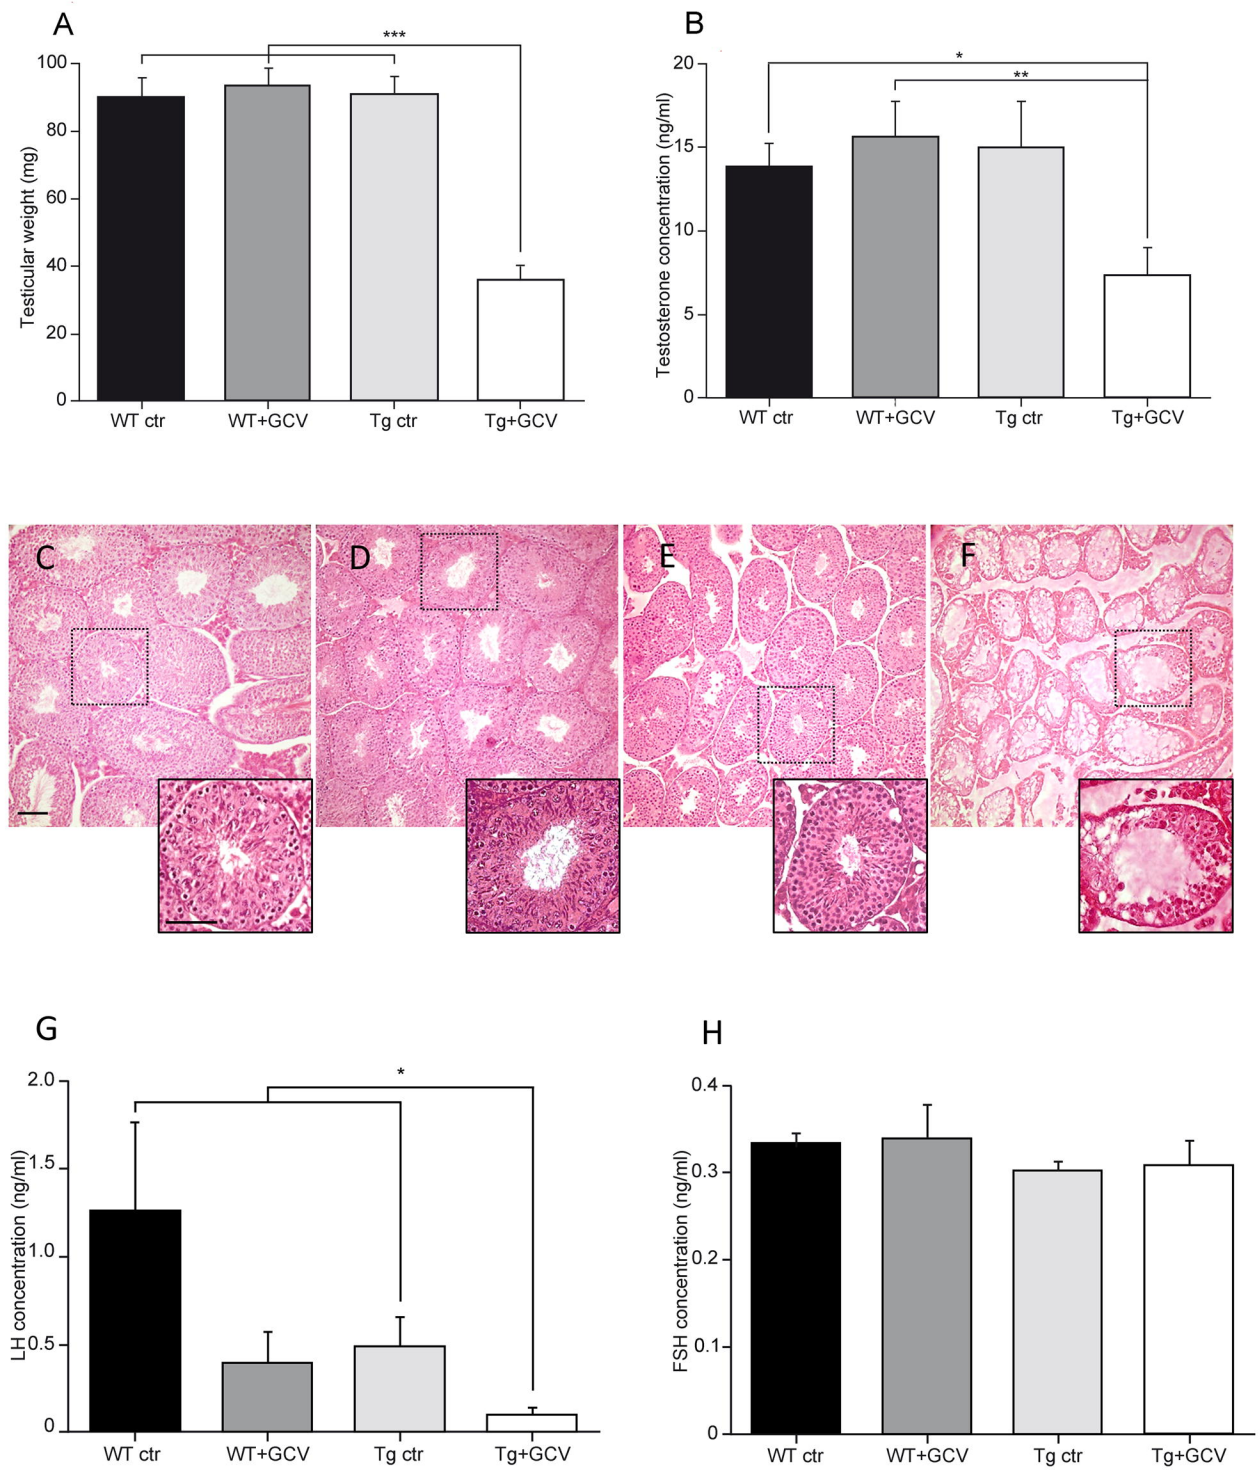 A
***
100
80
60
40
20
0
Testicular weight (mg)
WT ctr
WT+GCV
Tg ctr
Tg+GCV
B
*
**
20
15
10
5
0
Testosterone concentration (ng/ml)
WT ctr
WT+GCV
Tg ctr
Tg+GCV
C
D
E
F
G
*
2.0
1.5
1.0
0.5
0
LH concentration (ng/ml)
WT ctr
WT+GCV
Tg ctr
Tg+GCV
H
0.4
0.3
0.2
0.1
0
FSH concentration (ng/ml)
WT ctr
WT+GCV
Tg ctr
Tg+GCV